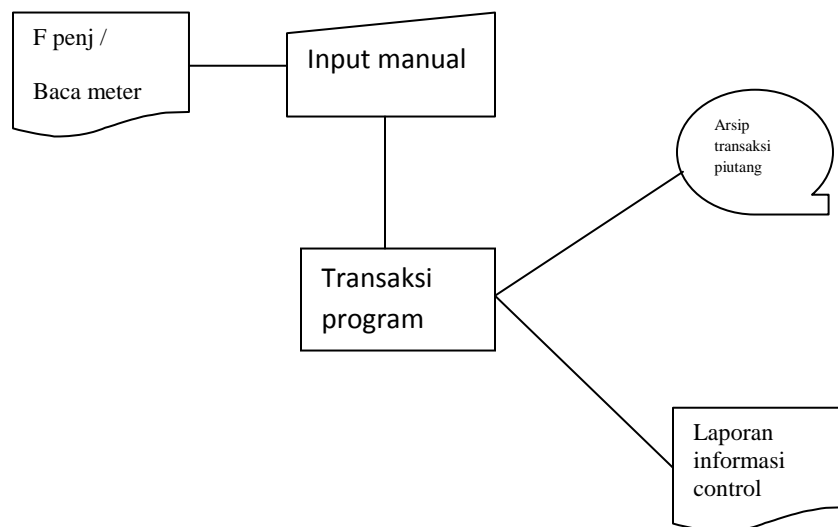 F penj /
Baca meter
Input manual
Arsip
transaksi
piutang
Transaksi
program
Laporan
informasi
control